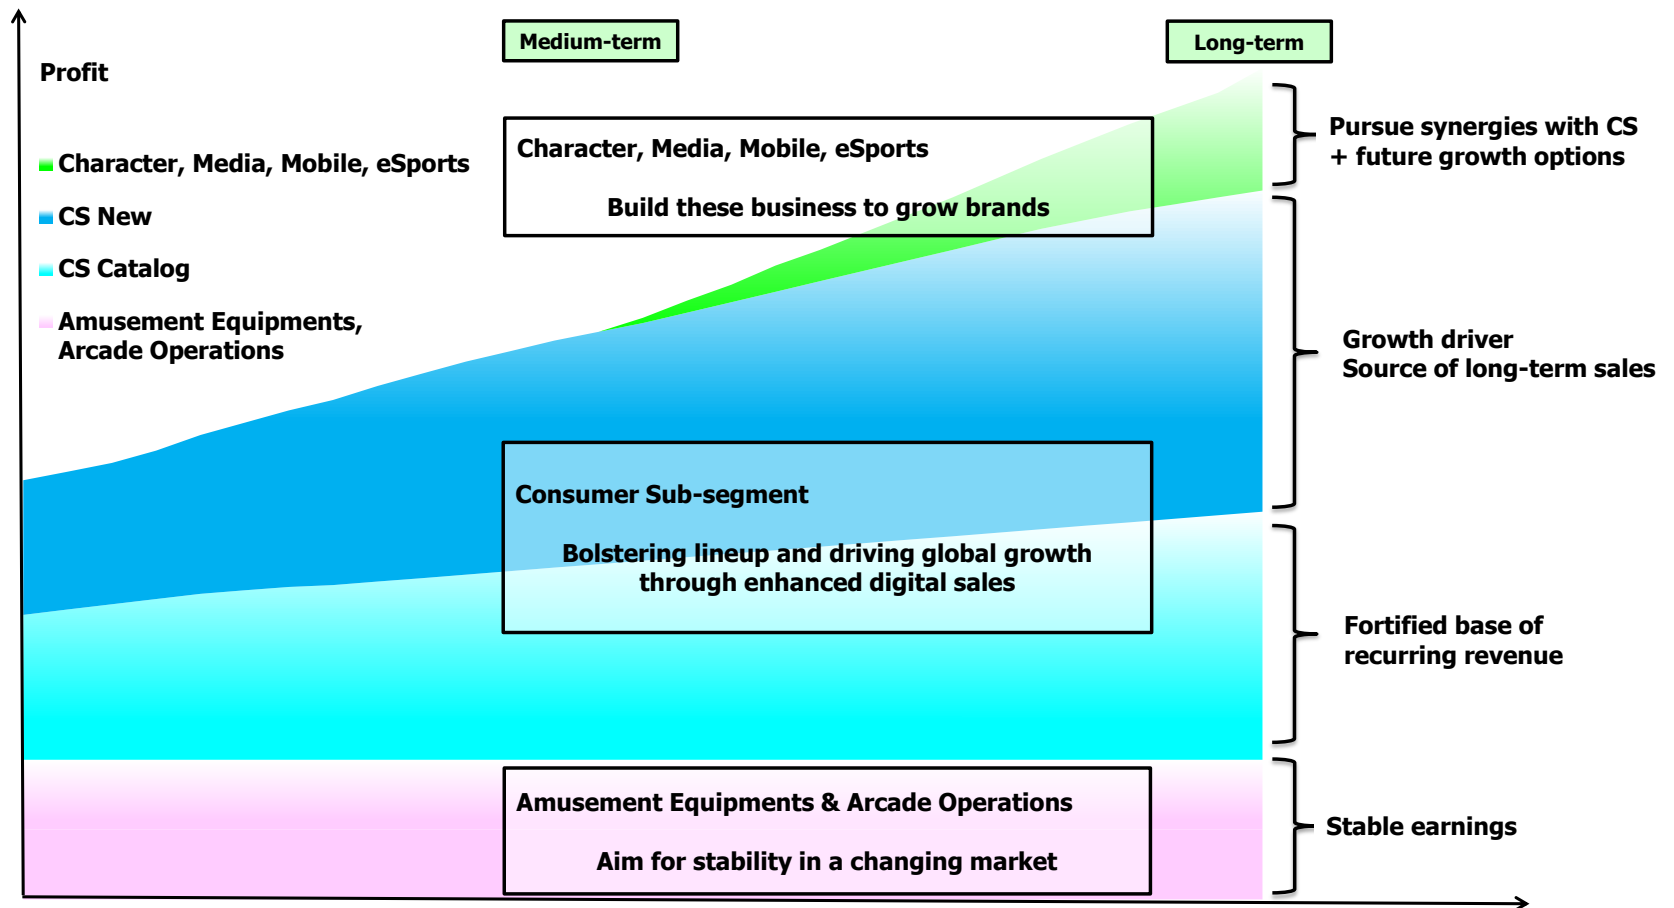 Medium-term
Long-term
Profit
Character, Media, Mobile, eSports
CS New
CS Catalog
Amusement Equipments,
Arcade Operations
Character, Media, Mobile, eSports
Build these business to grow brands
Consumer Sub-segment
Bolstering lineup and driving global growth
through enhanced digital sales
Amusement Equipments & Arcade Operations
Aim for stability in a changing market
Pursue synergies with CS
+ future growth options
Growth driver
Source of long-term sales
Fortified base of
recurring revenue
Stable earnings